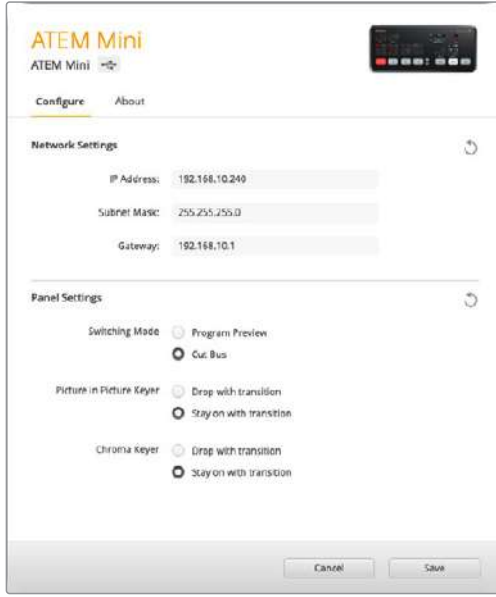 ATEM Mini
ATEM Mini
Configure About
Network Settings
IP Address: 192.168.10.240
Subnet Mask: 255.255.255.0
Gateway: 192.168.10.1
Panel Settings
Switching Mode Program Preview
Cut Bus
Picture in Picture Keyer Drop with transition
Stay on with transition
Chroma Keyer Drop with transition
Stay on with transition
Cancel Save